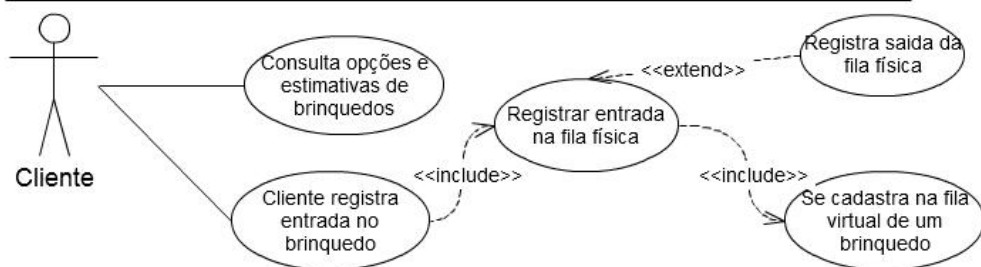 Consulta opções e
estimativas de
brinquedos
Registra saida da
fila física
<<extend>>
Registrar entrada
na fila física
Cliente
<<include>>
<<include>>
Cliente registra
entrada no
brinquedo
Se cadastra na fila
virtual de um
brinquedo